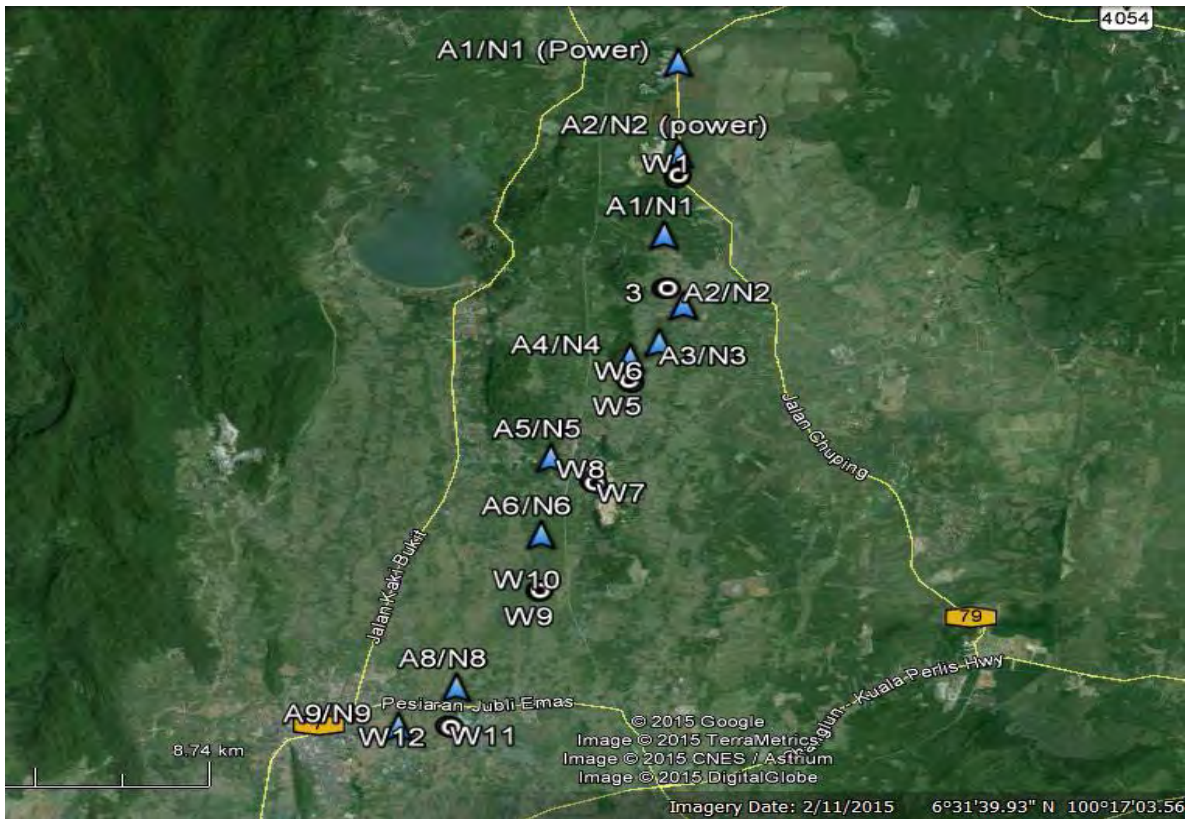 4054
A1/N1 (Power)
A2/N2 (power)
W1
A1/N1
3
A2/N2
A4/N4
A3/N3
W6
W5
Jalan Chuping
A5/N5
W8
W7
A6/N6
Jalan Kaki Bukit
W10
W9
79
A8/N8
Kuala Perlis Hwy
Pesiaran Jubli Emas
A9/N9
7
W12
W11
8.74 km
© 2015 Google
Image © 2015 TerraMetrics
Image © 2015 CNES / Astrium
Image © 2015 DigitalGlobe
Imagery Date: 2/11/2015 6°31'39.93" N 100°17'03.56